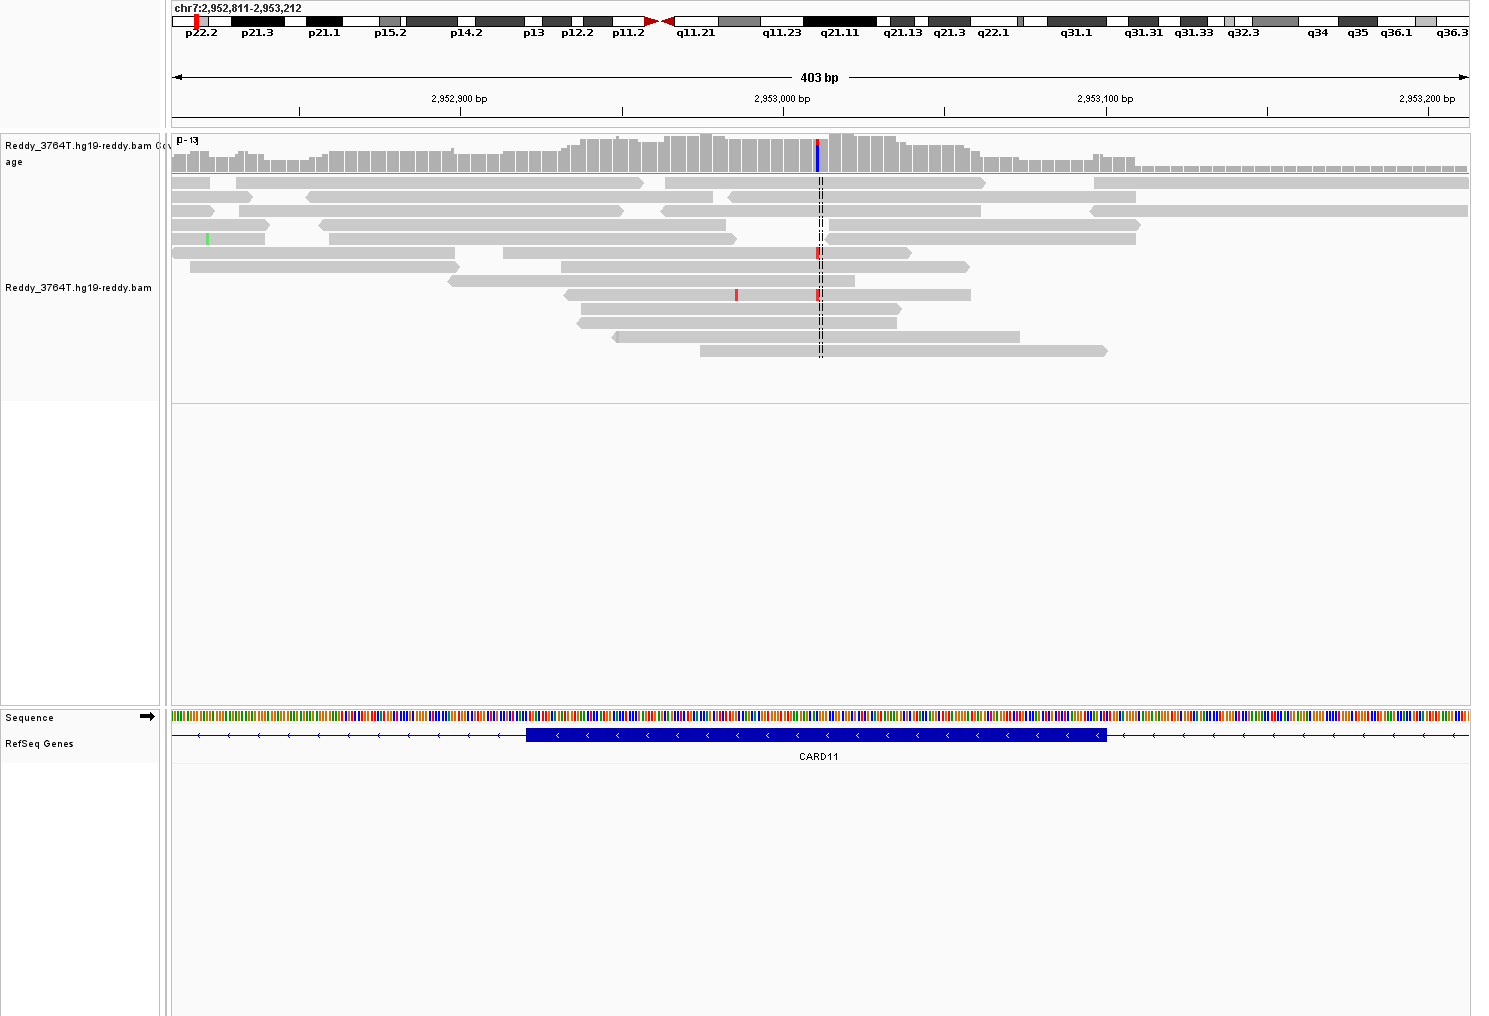 chr7:2,952,811-2,953,212
p22.2 p21.3 p21.1 p15.2 p14.2 p13 p12.2 p11.2 q11.21 q11.23 q21.11 q21.13 q21.3 q22.1 q31.1 q31.31 q31.33 q32.3 q34 q35 q36.1 q36.3
403 bp
2,952,900 bp 2,953,000 bp 2,953,100 bp 2,953,200 bp
[0 - 13]
Reddy_3764T.hg19-reddy.bam Cov
age
Reddy_3764T.hg19-reddy.bam
Sequence
RefSeq Genes
CARD11